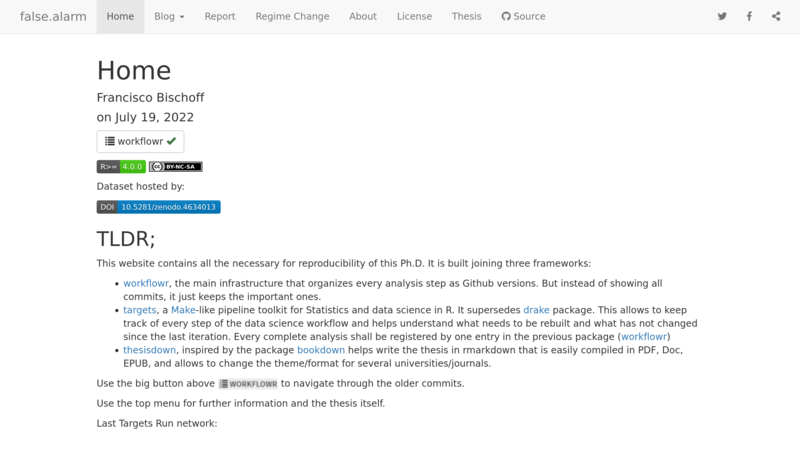 false.alarm Home Blog Report Regime Change About License Thesis Source
Home
Francisco Bischoff
on July 19, 2022
workflowr
R>= 4.0.0 CC BY-NC-SA
Dataset hosted by:
DOI 10.5281/zenodo.4634013
TLDR;
This website contains all the necessary for reproducibility of this Ph.D. It is built joining three frameworks:
• workflowr, the main infrastructure that organizes every analysis step as Github versions. But instead of showing all
commits, it just keeps the important ones.
• targets, a Make-like pipeline toolkit for Statistics and data science in R. It supersedes drake package. This allows to keep
track of every step of the data science workflow and helps understand what needs to be rebuilt and what has not changed
since the last iteration. Every complete analysis shall be registered by one entry in the previous package (workflowr)
• thesisdown, inspired by the package bookdown helps write the thesis in rmarkdown that is easily compiled in PDF, Doc,
EPUB, and allows to change the theme/format for several universities/journals.
Use the big button above WORKFLOWR to navigate through the older commits.
Use the top menu for further information and the thesis itself.
Last Targets Run network: